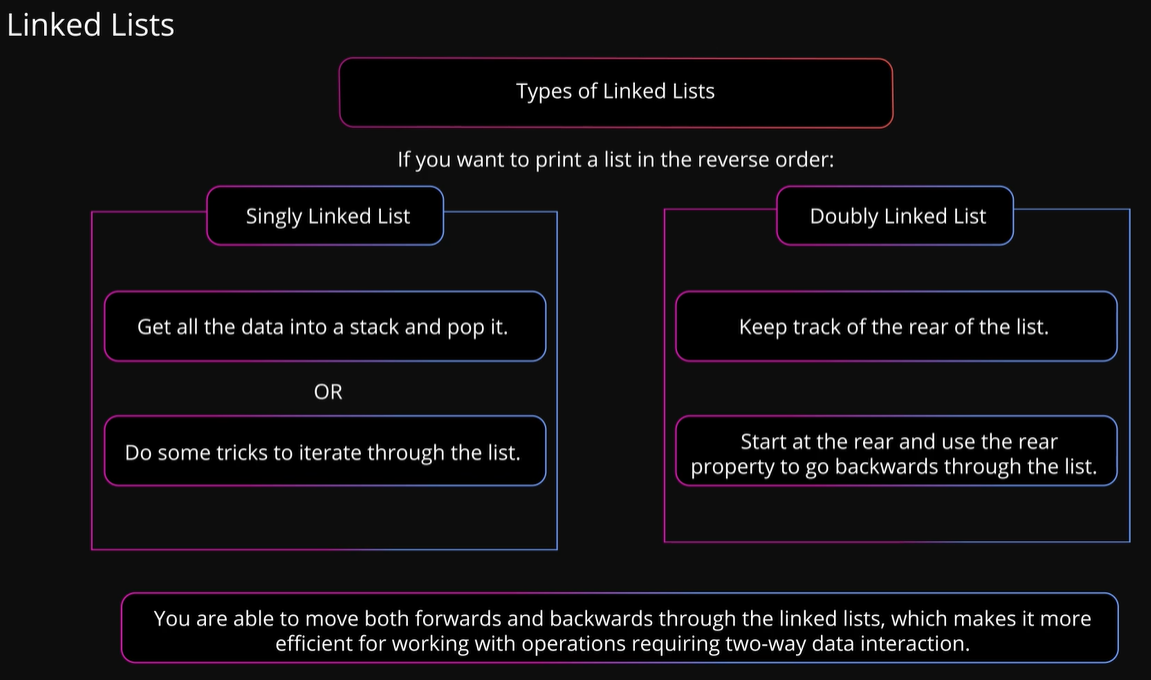 Linked Lists
Types of Linked Lists
If you want to print a list in the reverse order:
Singly Linked List
Get all the data into a stack and pop it.
OR
Do some tricks to iterate through the list.
Doubly Linked List
Keep track of the rear of the list.
Start at the rear and use the rear
property to go backwards through the list.
You are able to move both forwards and backwards through the linked lists, which makes it more
efficient for working with operations requiring two-way data interaction.